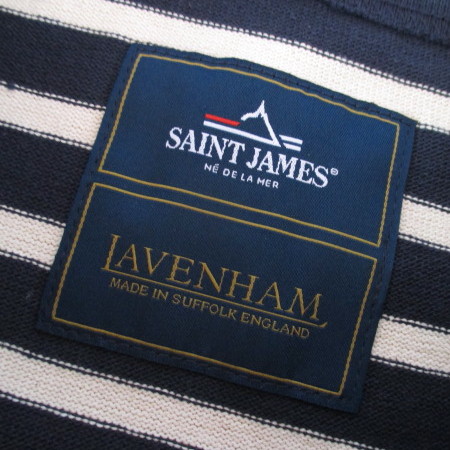 SAINT JAMES®
NÉ DE LA MER
LAVENHAM
MADE IN SUFFOLK ENGLAND